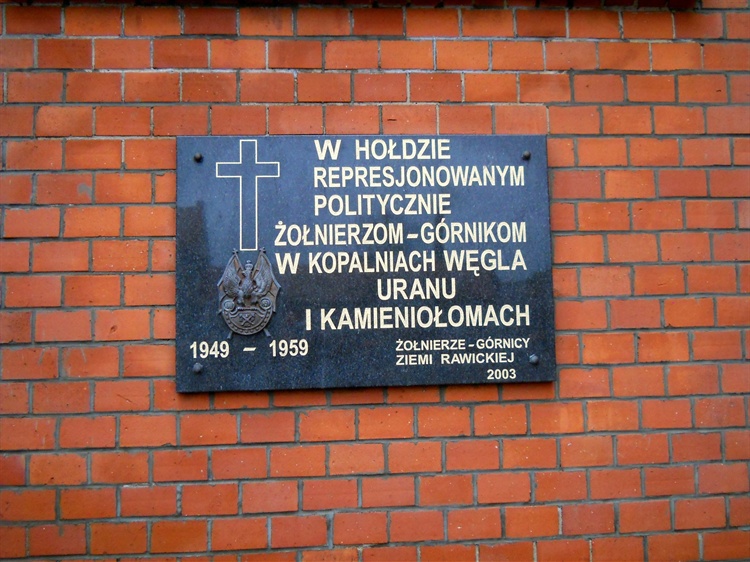 W HOŁDZIE
REPRESJONOWANYM
POLITYCZNIE
ŻOŁNIERZOM-GÓRNIKOM
W KOPALNIACH WĘGLA
URANU
I KAMIENIOŁOMACH
1949 - 1959
ŻOŁNIERZE-GÓRNICY
ZIEMI RAWICKIEJ
2003